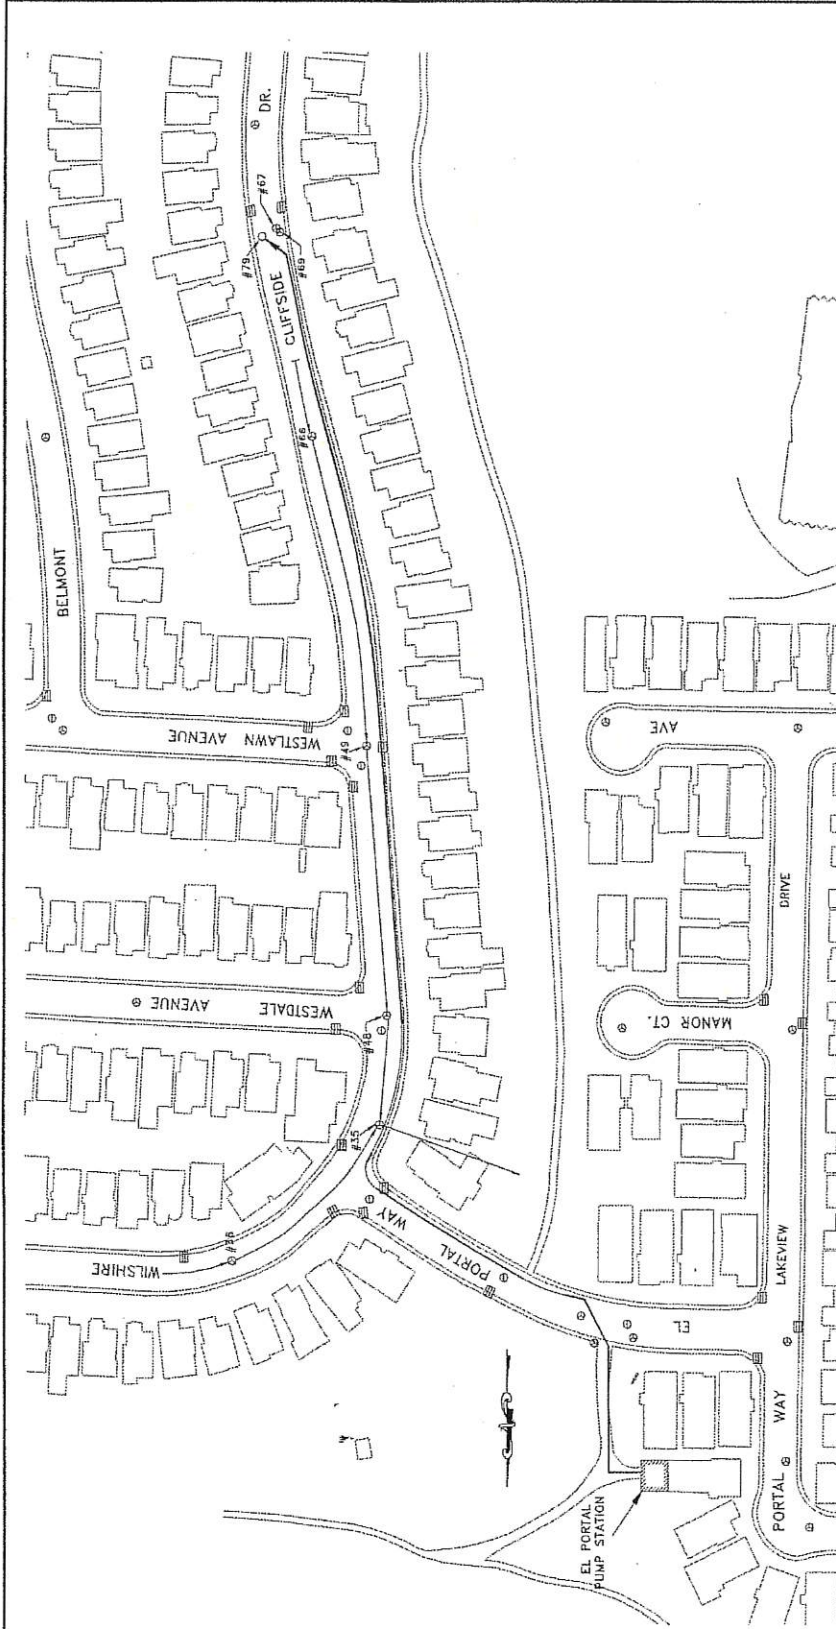 DR.
#67
#79
#69
CLIFFSIDE
#66
BELMONT
WESTLAWN AVENUE
#49
AVE
DRIVE
WESTDALE AVENUE
#48
MANOR CT.
#35
WAY
PORTAL
WILSHIRE
LAKEVIEW
EL
WAY
PORTAL
EL PORTAL
PUMP STATION